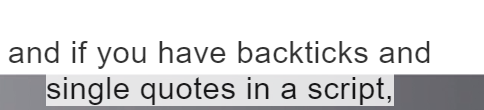 and if you have backticks and
single quotes in a script,